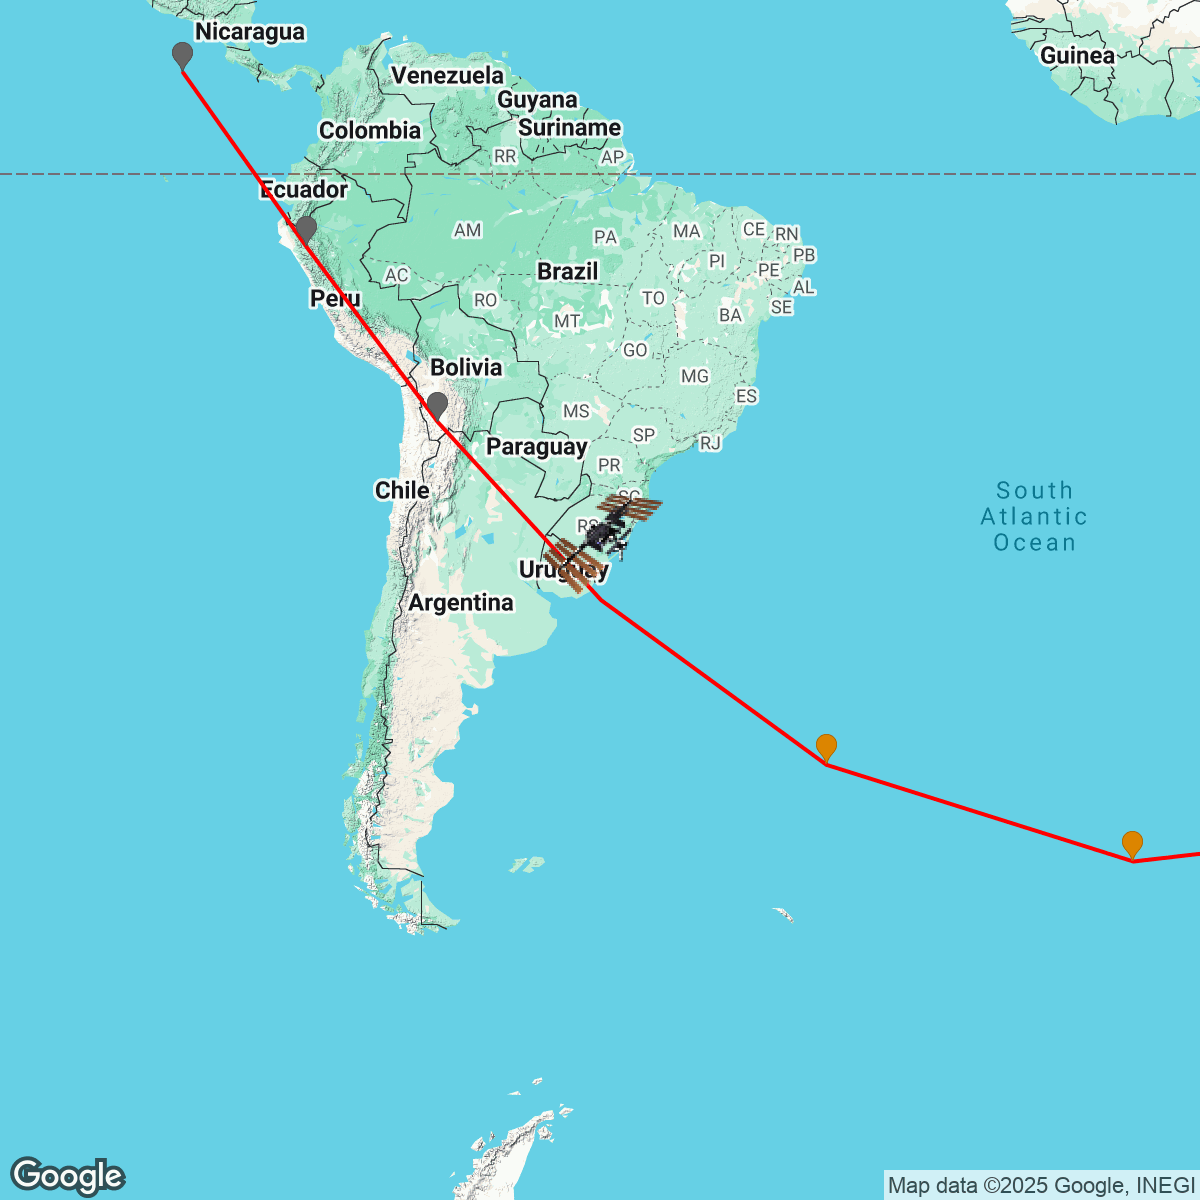 Nicaragua
Guinea
Venezuela
Guyana
Suriname
Colombia
RR
AP
Ecuador
AM
PA
MA
CE
RN
PI
PB
PE
AC
Brazil
AL
TO
SE
Peru
RO
MT
BA
GO
Bolivia
MG
ES
MS
SP
RJ
Paraguay
PR
Chile
SC
South
Atlantic
Ocean
RS
Uruguay
Argentina
Google
Map data ©2025 Google, INEGI